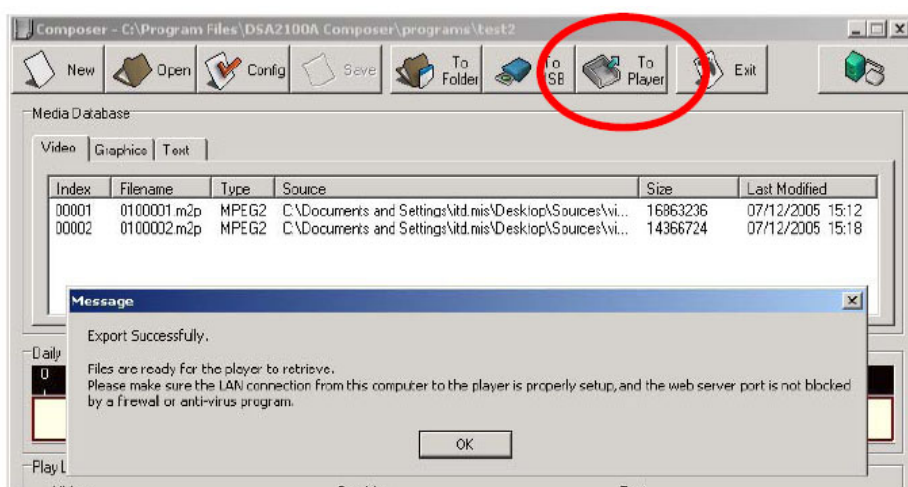 Composer - C:\Program Files\DSA2100A Composer\programs\test2
New Open Config Save To Folder To USB To Player Exit
Media Database
Video Graphics Text
Index Filename Type Source Size Last Modified
00001 0100001.m2p MPEG2 C:\Documents and Settings\itd.mis\Desktop\Sources\vi... 16863236 07/12/2005 15:12
00002 0100002.m2p MPEG2 C:\Documents and Settings\itd.mis\Desktop\Sources\vi... 14366724 07/12/2005 15:18
Message
Export Successfully.
Files are ready for the player to retrieve.
Please make sure the LAN connection from this computer to the player is properly setup, and the web server port is not blocked
by a firewal or anti-virus program.
Daily
0
OK
Play L